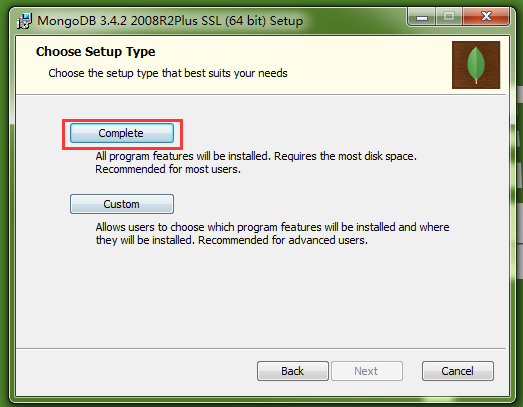 MongoDB 3.4.2 2008R2Plus SSL (64 bit) Setup
Choose Setup Type
Choose the setup type that best suits your needs
Complete
All program features will be installed. Requires the most disk space.
Recommended for most users.
Custom
Allows users to choose which program features will be installed and where
they will be installed. Recommended for advanced users.
Back
Next
Cancel